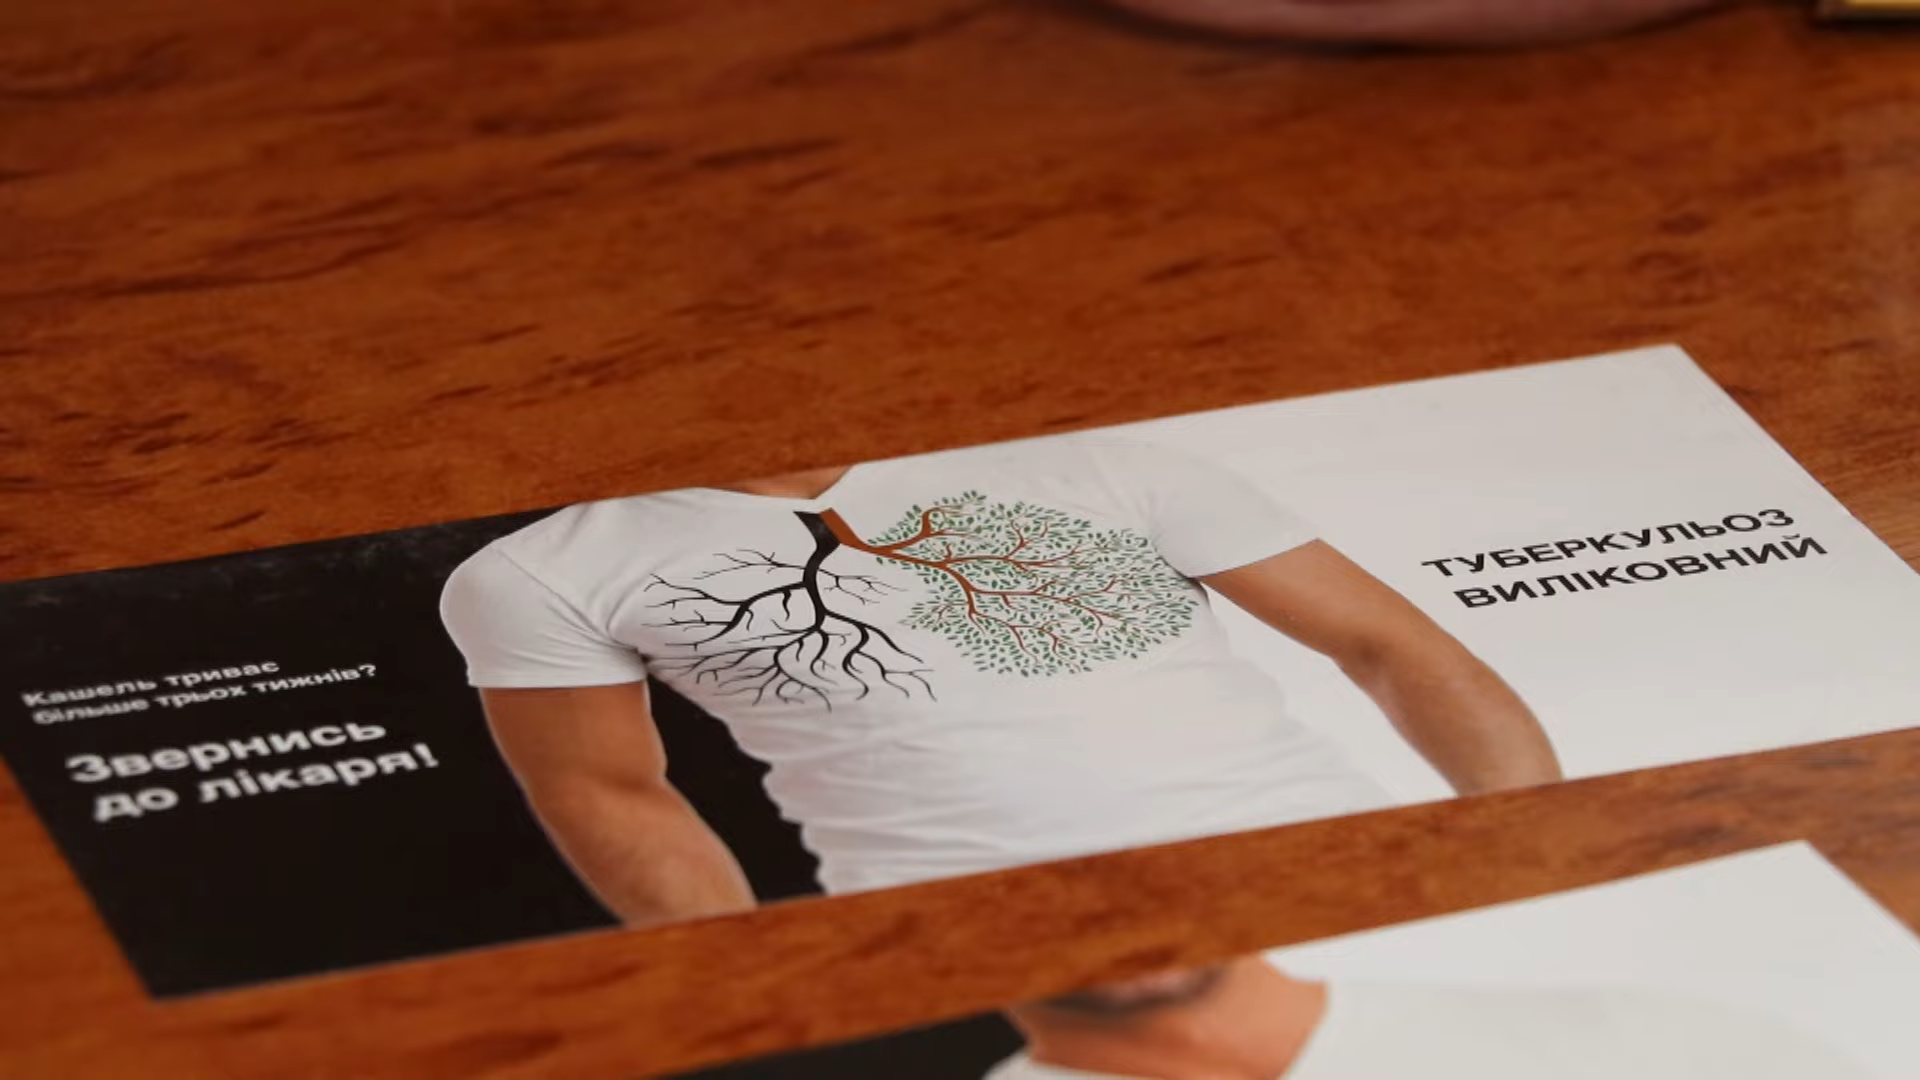 Кашель триває
більше трьох тижнів?
Звернись
до лікаря!
ТУБЕРКУЛЬОЗ
ВИЛІКОВНИЙ